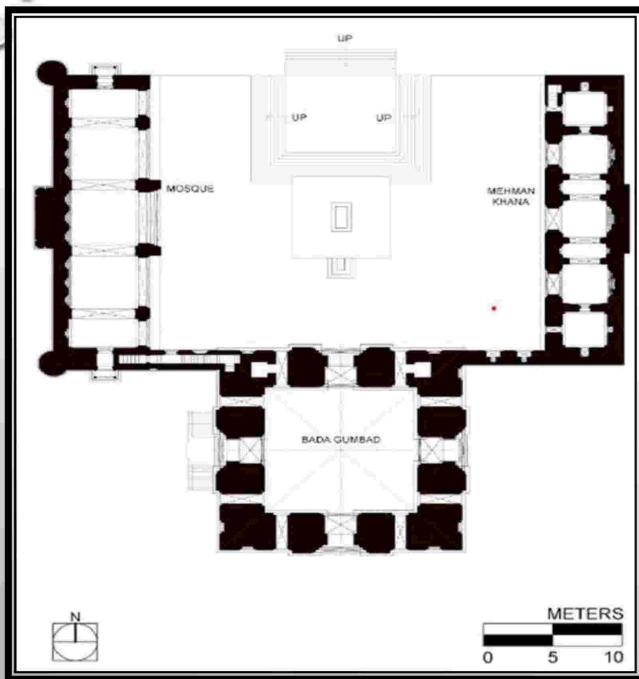 UP
UP
UP
MOSQUE
MEHMAN
KHANA
BADA GUMBAD
N
METERS
0 5 10